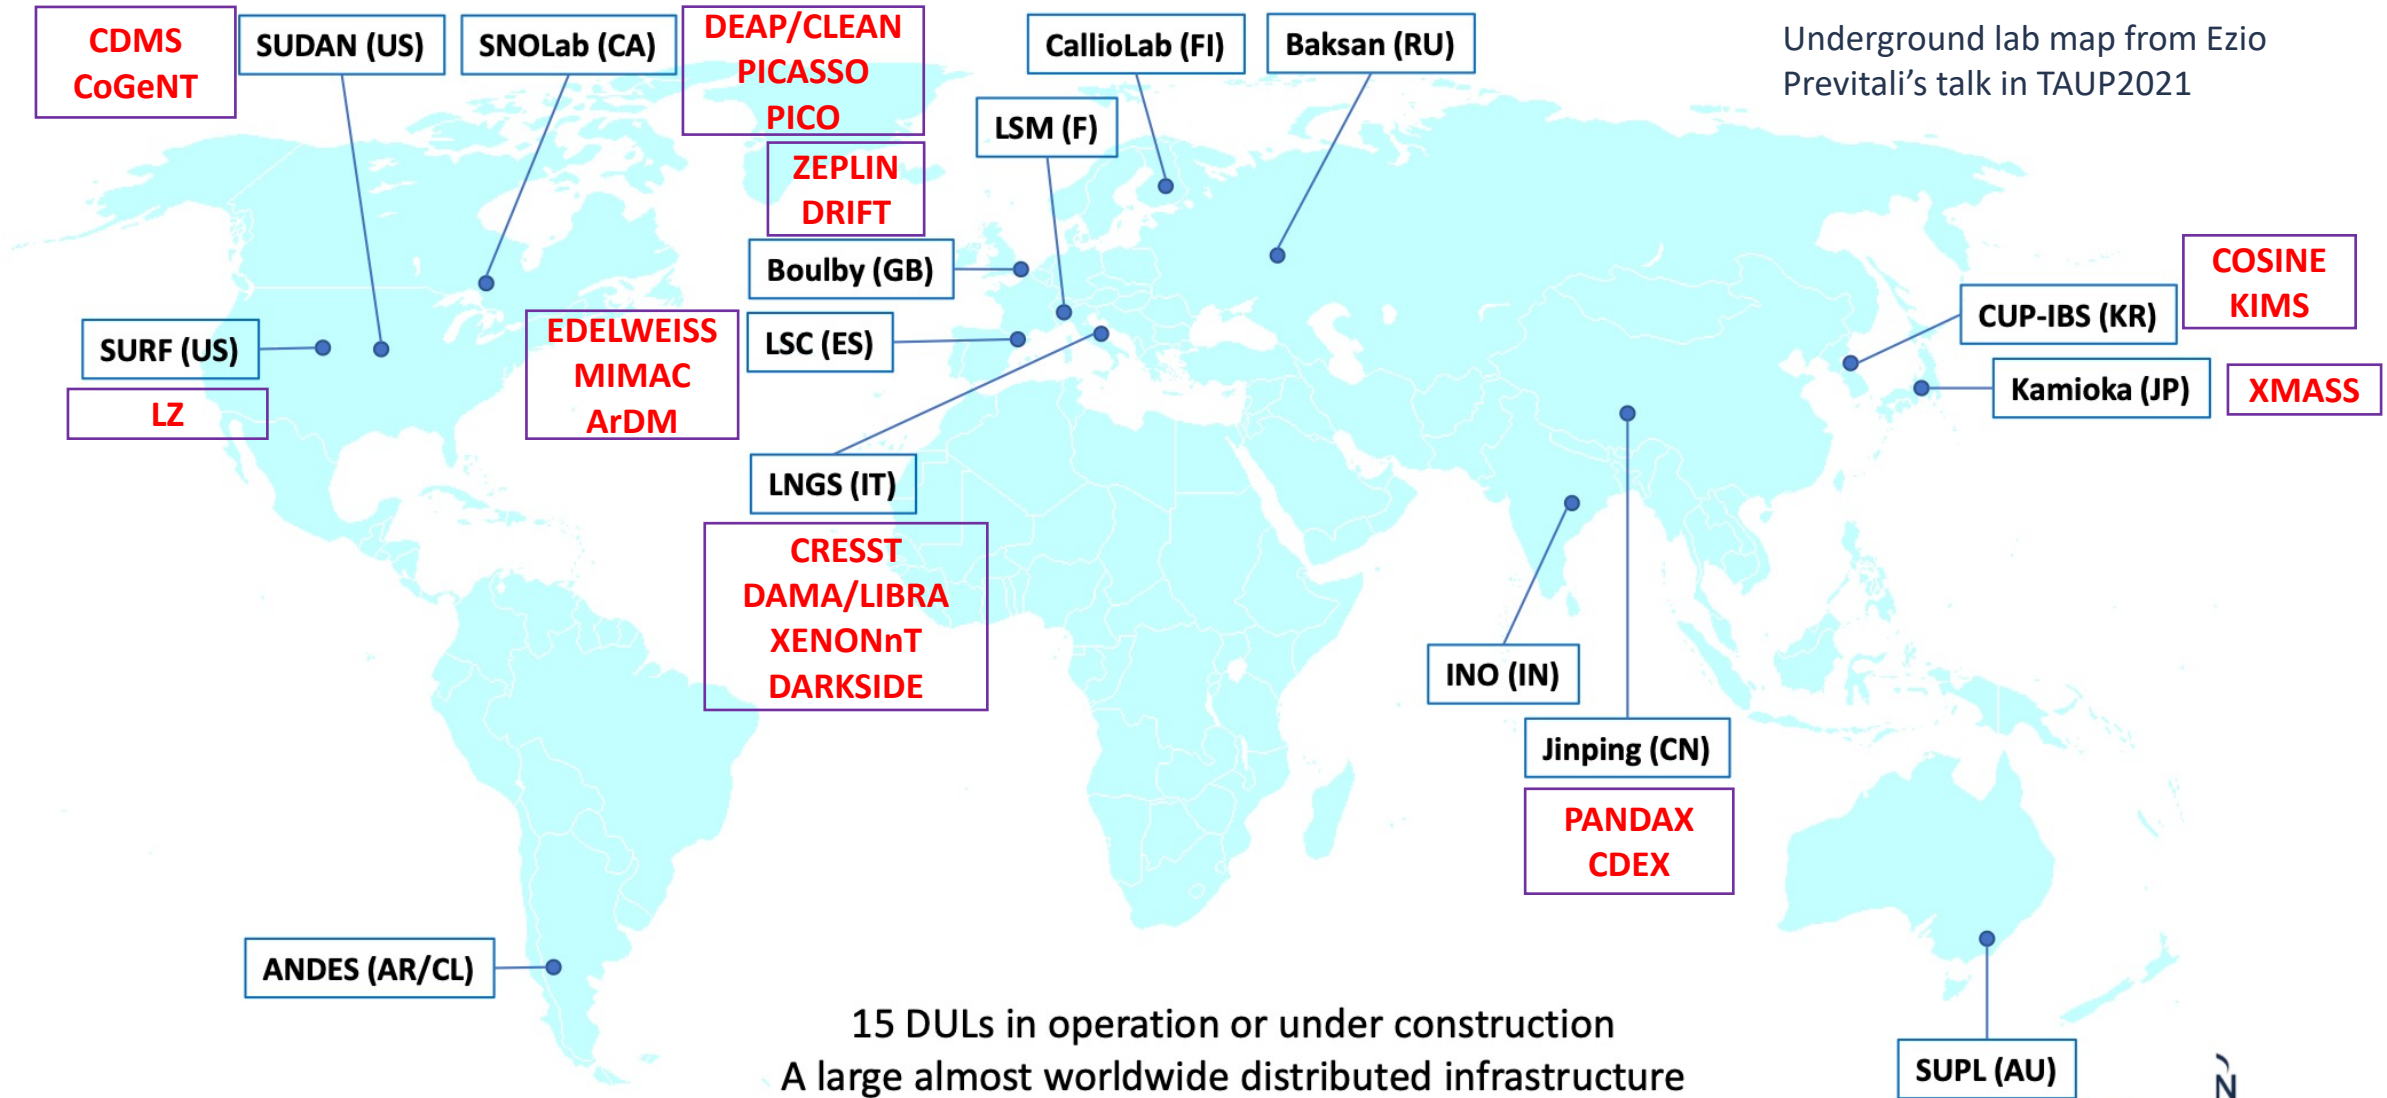 CDMS
CoGeNT
SUDAN (US)
SNOLab (CA)
DEAP/CLEAN
PICASSO
PICO
CallioLab (FI)
Baksan (RU)
Underground lab map from Ezio
Previtali's talk in TAUP2021
LSM (F)
ZEPLIN
DRIFT
Boulby (GB)
COSINE
KIMS
CUP-IBS (KR)
SURF (US)
EDELWEISS
MIMAC
ArDM
LSC (ES)
LZ
Kamioka (JP)
XMASS
LNGS (IT)
CRESST
DAMA/LIBRA
XENONnT
DARKSIDE
INO (IN)
Jinping (CN)
PANDAX
CDEX
ANDES (AR/CL)
15 DULs in operation or under construction
A large almost worldwide distributed infrastructure
SUPL (AU)